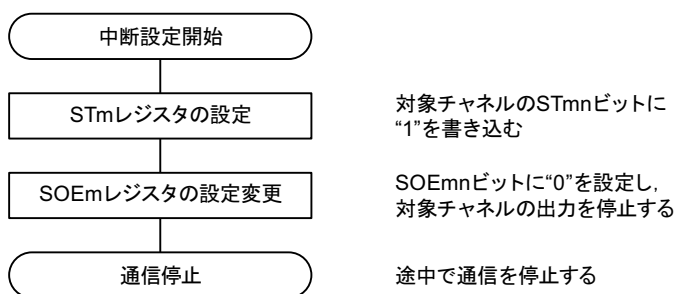 中断設定開始
STmレジスタの設定
対象チャネルのSTmnビットに
“1”を書き込む
SOEmレジスタの設定変更
SOEmnビットに“0”を設定し,
対象チャネルの出力を停止する
通信停止
途中で通信を停止する